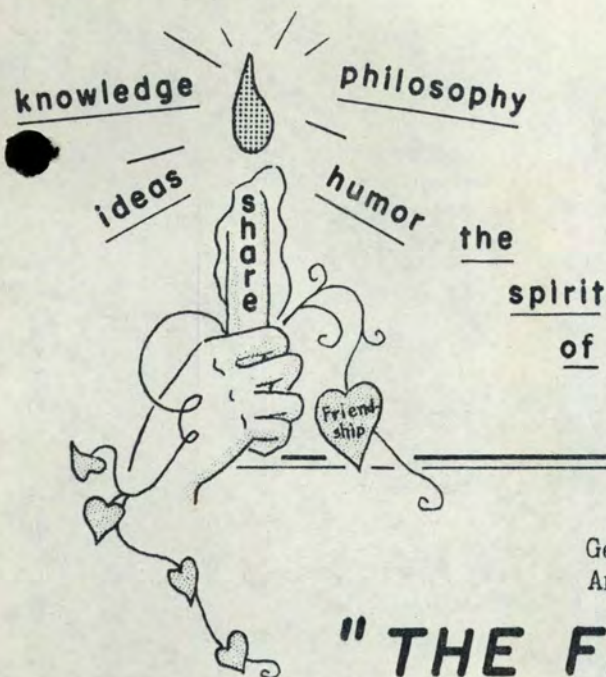 knowledge
philosophy
ideas
humor
share
the
spirit
of
Friend-
ship
"THE F